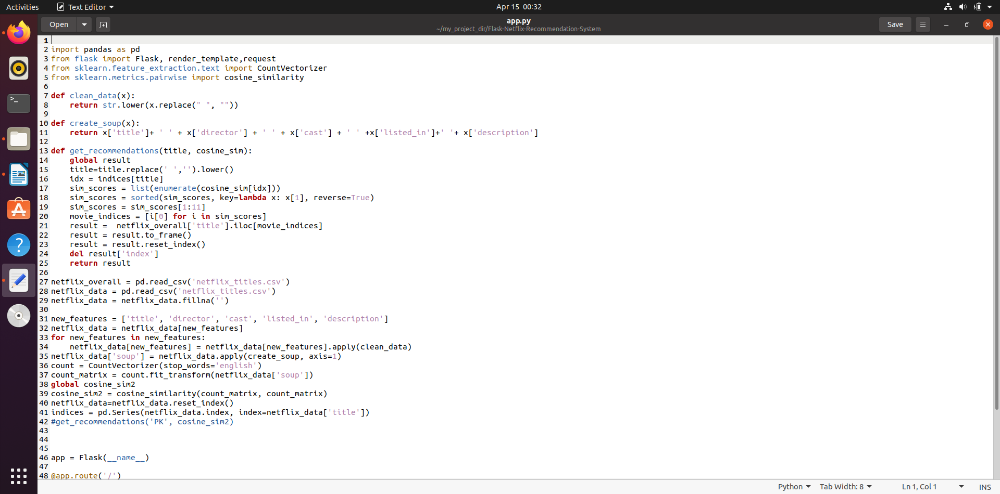 Activities Text Editor Apr 15 00:32
Open app.py Save
~/my_project_dir/Flask-Netflix-Recommendation-System
1
2 import pandas as pd
3 from flask import Flask, render_template,request
4 from sklearn.feature_extraction.text import CountVectorizer
5 from sklearn.metrics.pairwise import cosine_similarity
6
7 def clean_data(x):
8     return str.lower(x.replace(" ", ""))
9
10 def create_soup(x):
11     return x['title']+ ' ' + x['director'] + ' ' + x['cast'] + ' ' +x['listed_in']+' '+ x['description']
12
13 def get_recommendations(title, cosine_sim):
14     global result
15     title=title.replace(' ','').lower()
16     idx = indices[title]
17     sim_scores = list(enumerate(cosine_sim[idx]))
18     sim_scores = sorted(sim_scores, key=lambda x: x[1], reverse=True)
19     sim_scores = sim_scores[1:11]
20     movie_indices = [i[0] for i in sim_scores]
21     result =  netflix_overall['title'].iloc[movie_indices]
22     result = result.to_frame()
23     result = result.reset_index()
24     del result['index']
25     return result
26
27 netflix_overall = pd.read_csv('netflix_titles.csv')
28 netflix_data = pd.read_csv('netflix_titles.csv')
29 netflix_data = netflix_data.fillna('')
30
31 new_features = ['title', 'director', 'cast', 'listed_in', 'description']
32 netflix_data = netflix_data[new_features]
33 for new_features in new_features:
34     netflix_data[new_features] = netflix_data[new_features].apply(clean_data)
35 netflix_data['soup'] = netflix_data.apply(create_soup, axis=1)
36 count = CountVectorizer(stop_words='english')
37 count_matrix = count.fit_transform(netflix_data['soup'])
38 global cosine_sim2
39 cosine_sim2 = cosine_similarity(count_matrix, count_matrix)
40 netflix_data=netflix_data.reset_index()
41 indices = pd.Series(netflix_data.index, index=netflix_data['title'])
42 #get_recommendations('PK', cosine_sim2)
43
44
45
46 app = Flask(__name__)
47
48 @app.route('/')
Python Tab Width: 8 Ln 1, Col 1 INS